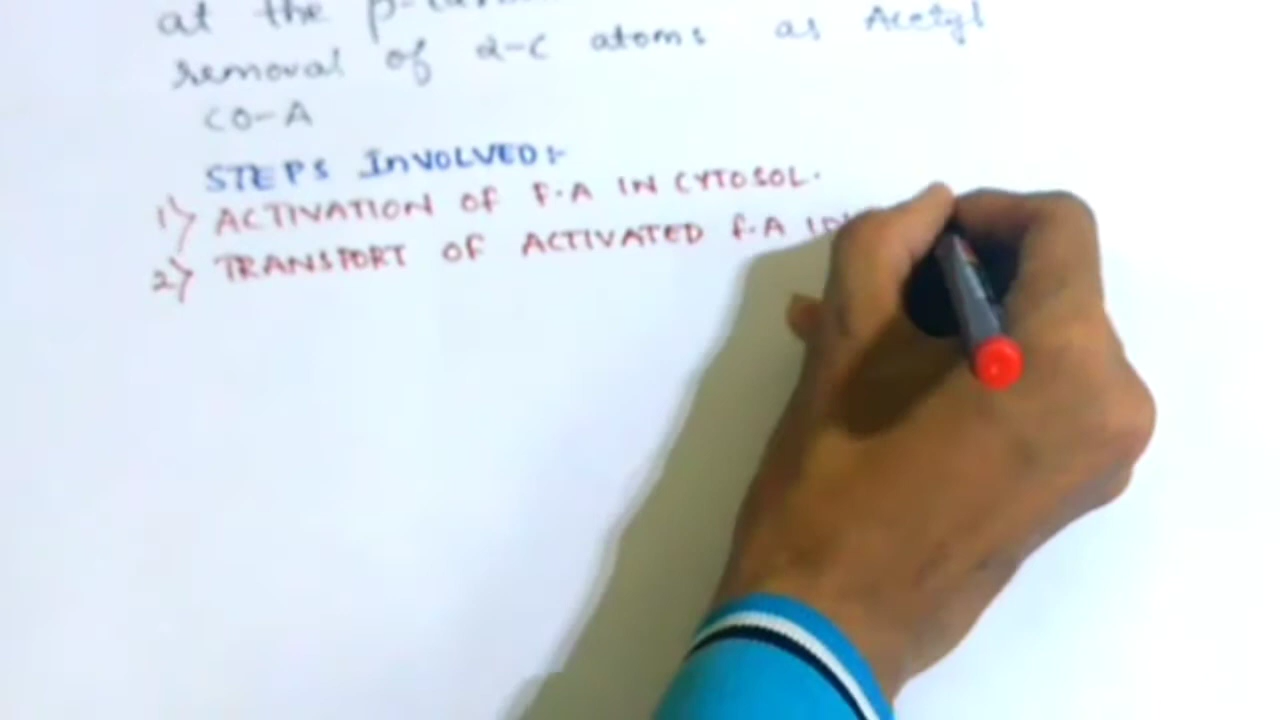 at the
removal of 2-C atoms as Acetyl
CO-A
STEPS INVOLVED:-
1) ACTIVATION OF F.A IN CYTOSOL.
2) TRANSPORT OF ACTIVATED F.A